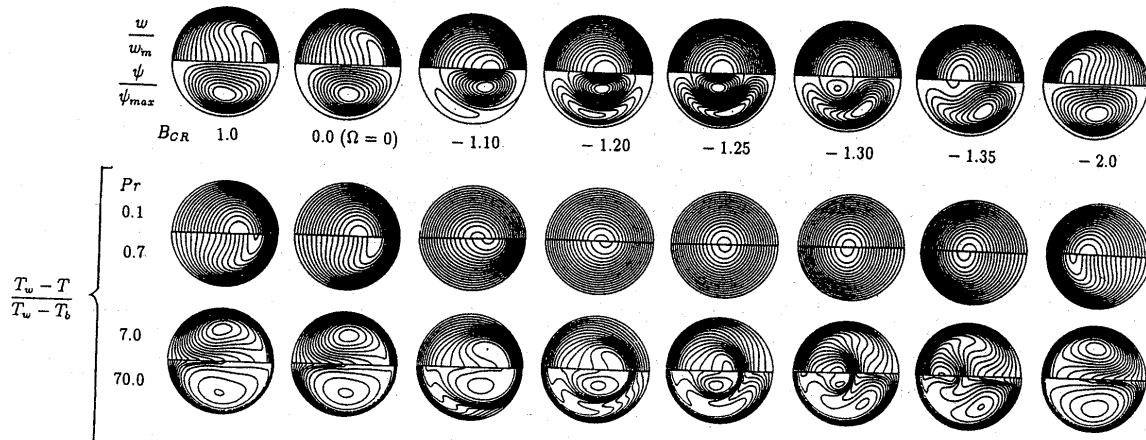 w
w_m
ψ
ψ_max
B_CR 1.0 0.0 (Ω = 0) − 1.10 − 1.20 − 1.25 − 1.30 − 1.35 − 2.0
Pr
0.1
0.7
T_w − T
T_w − T_b
7.0
70.0